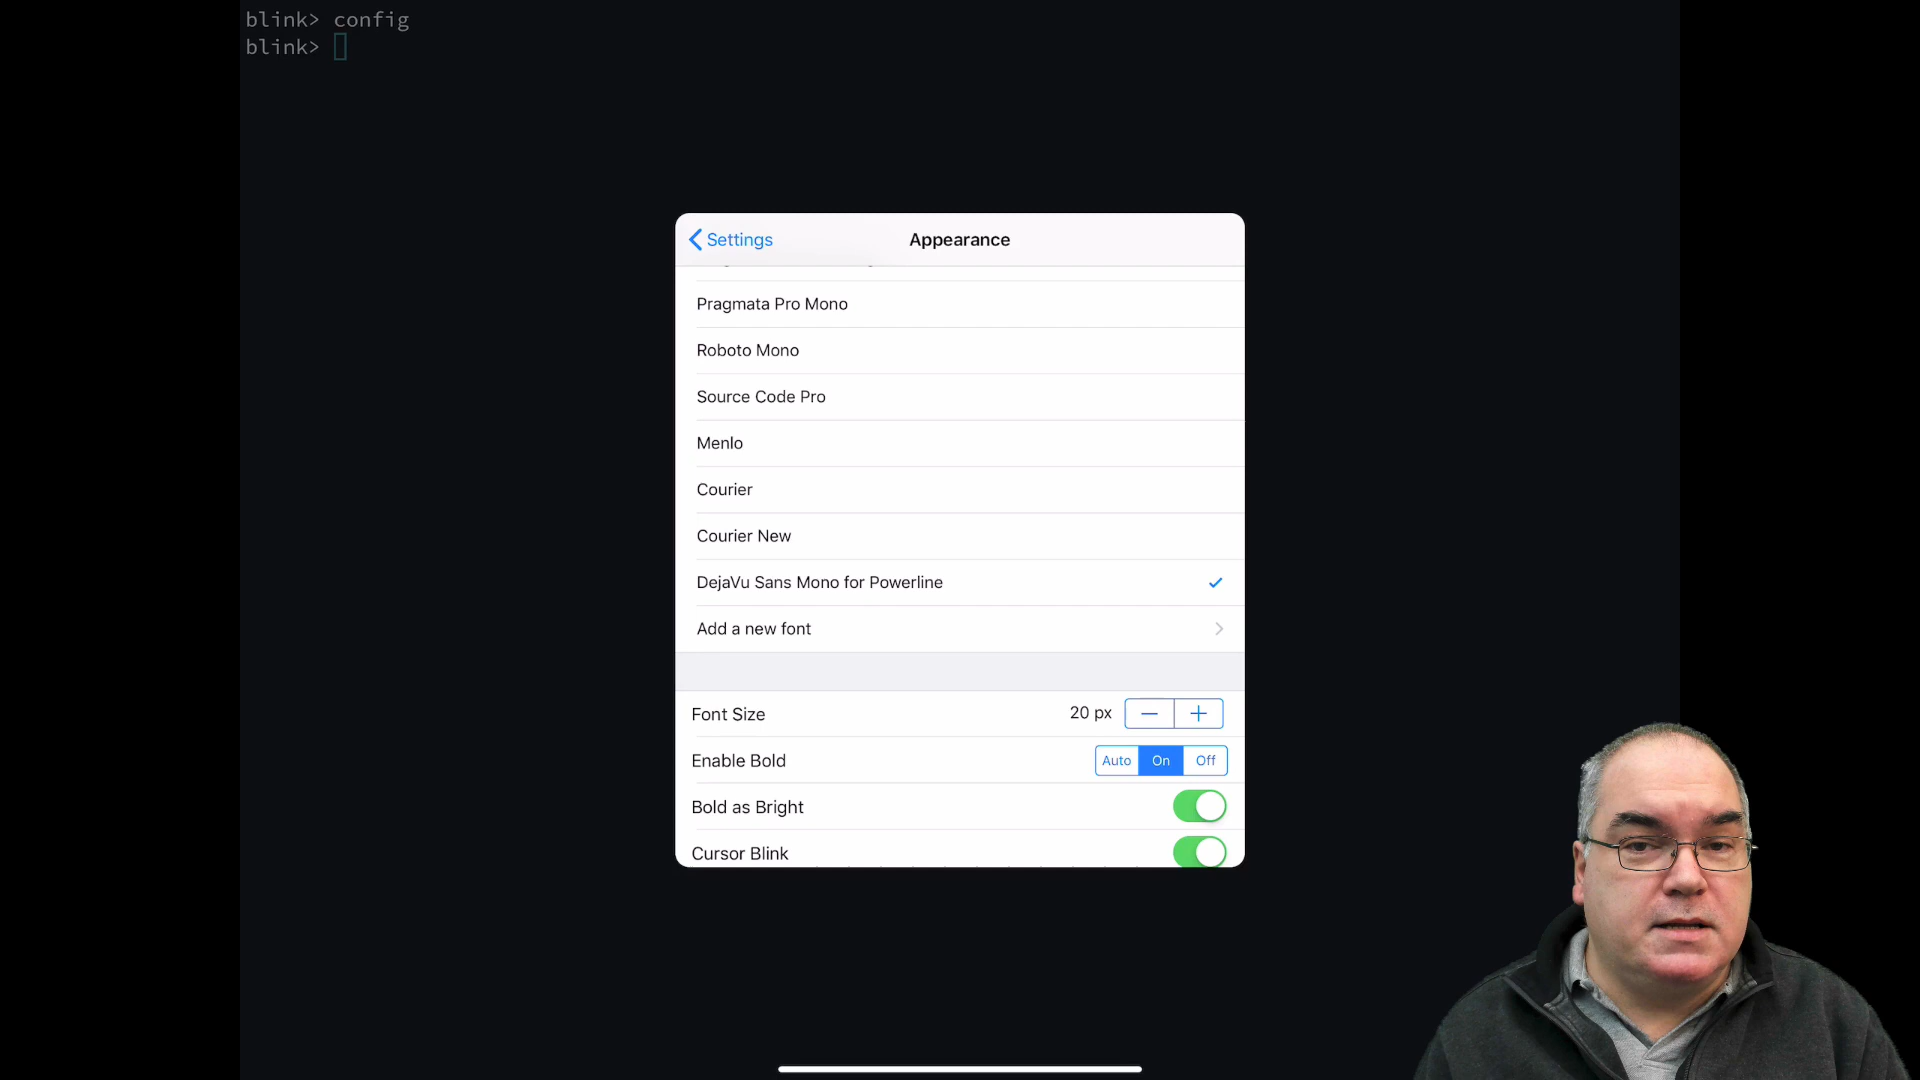 blink> config
blink>
Settings
Appearance
Pragmata Pro Mono
Roboto Mono
Source Code Pro
Menlo
Courier
Courier New
DejaVu Sans Mono for Powerline
Add a new font
Font Size 20 px
Enable Bold Auto On Off
Bold as Bright
Cursor Blink